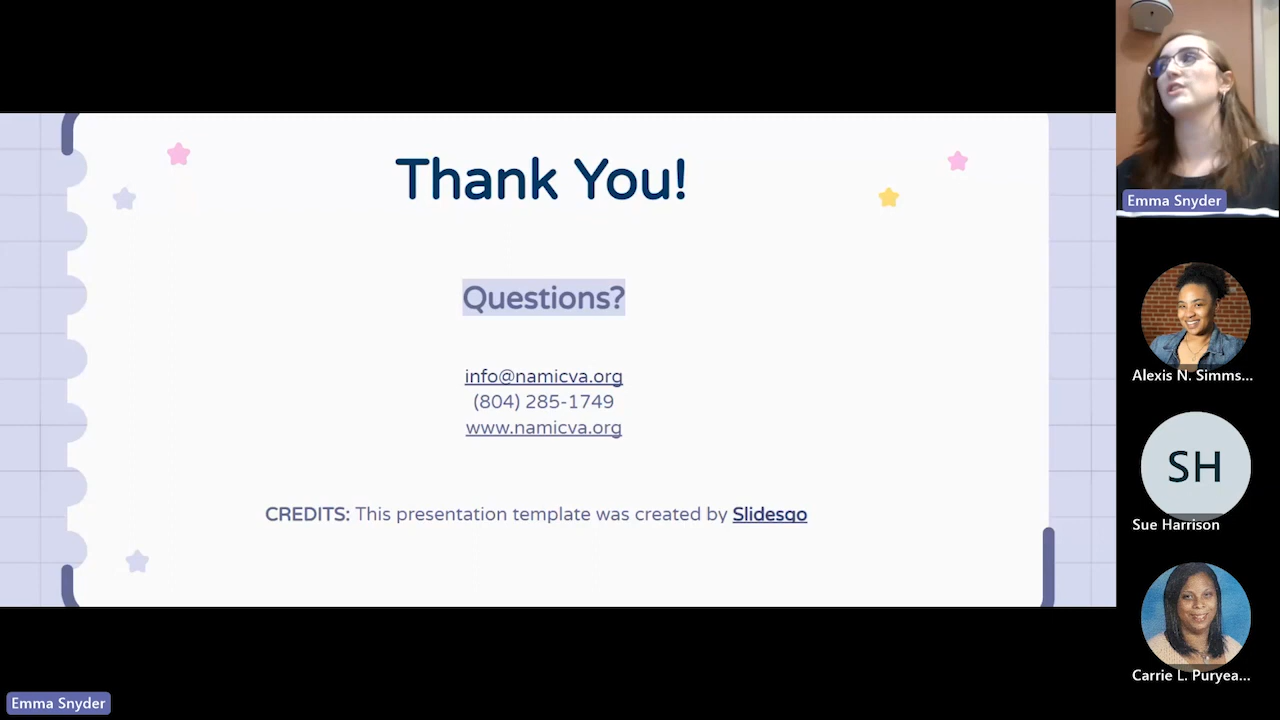 Thank You!
Questions?
info@namicva.org
(804) 285-1749
www.namicva.org
CREDITS: This presentation template was created by Slidesgo
Emma Snyder
Alexis N. Simms...
SH
Sue Harrison
Carrie L. Puryea...
Emma Snyder